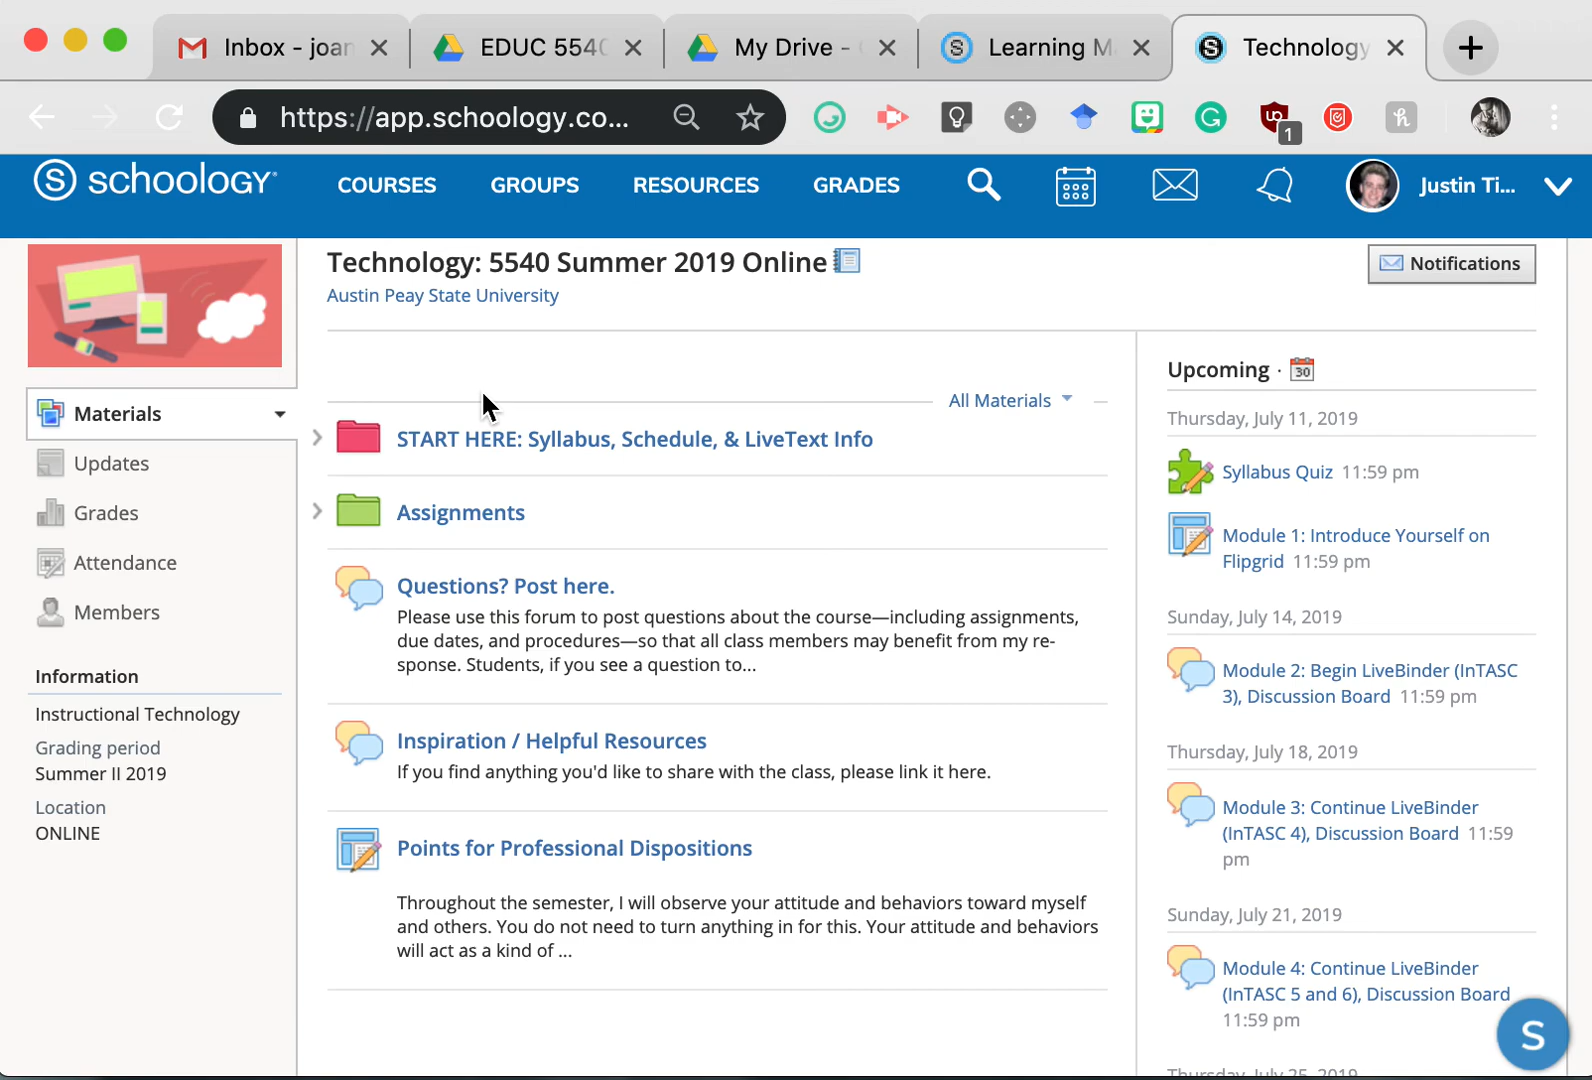 Inbox - joan
EDUC 5540
My Drive -
Learning M
Technology
https://app.schoology.co...
UO
1
S schoology®
COURSES
GROUPS
RESOURCES
GRADES
Justin Ti...
Technology: 5540 Summer 2019 Online
Austin Peay State University
Notifications
Materials
Updates
Grades
Attendance
Members
Information
Instructional Technology
Grading period
Summer II 2019
Location
ONLINE
All Materials
START HERE: Syllabus, Schedule, & LiveText Info
Assignments
Questions? Post here.
Please use this forum to post questions about the course—including assignments,
due dates, and procedures—so that all class members may benefit from my re-
sponse. Students, if you see a question to...
Inspiration / Helpful Resources
If you find anything you'd like to share with the class, please link it here.
Points for Professional Dispositions
Throughout the semester, I will observe your attitude and behaviors toward myself
and others. You do not need to turn anything in for this. Your attitude and behaviors
will act as a kind of ...
Upcoming · 30
Thursday, July 11, 2019
Syllabus Quiz 11:59 pm
Module 1: Introduce Yourself on
Flipgrid 11:59 pm
Sunday, July 14, 2019
Module 2: Begin LiveBinder (InTASC
3), Discussion Board 11:59 pm
Thursday, July 18, 2019
Module 3: Continue LiveBinder
(InTASC 4), Discussion Board 11:59
pm
Sunday, July 21, 2019
Module 4: Continue LiveBinder
(InTASC 5 and 6), Discussion Board
11:59 pm
Thursday, July 25, 2019
S